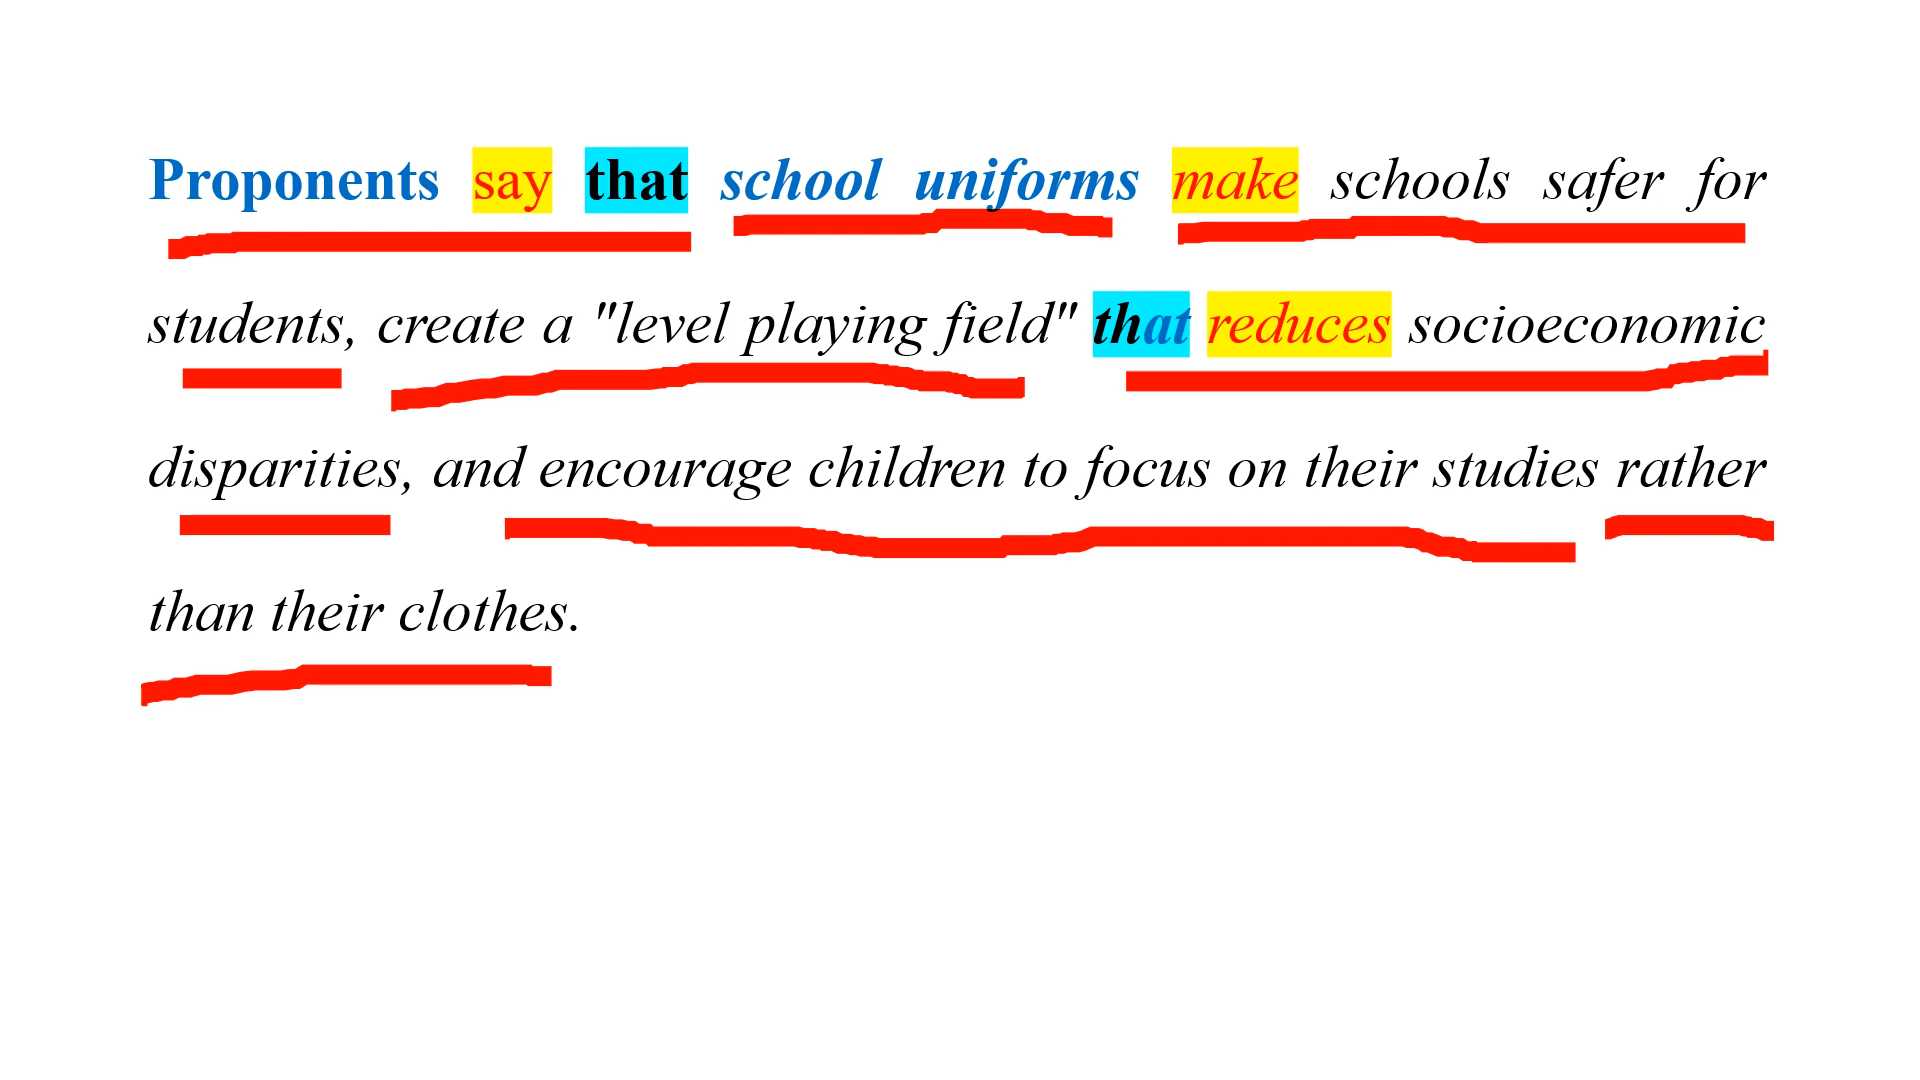 Proponents say that school uniforms make schools safer for
students, create a "level playing field" that reduces socioeconomic
disparities, and encourage children to focus on their studies rather
than their clothes.